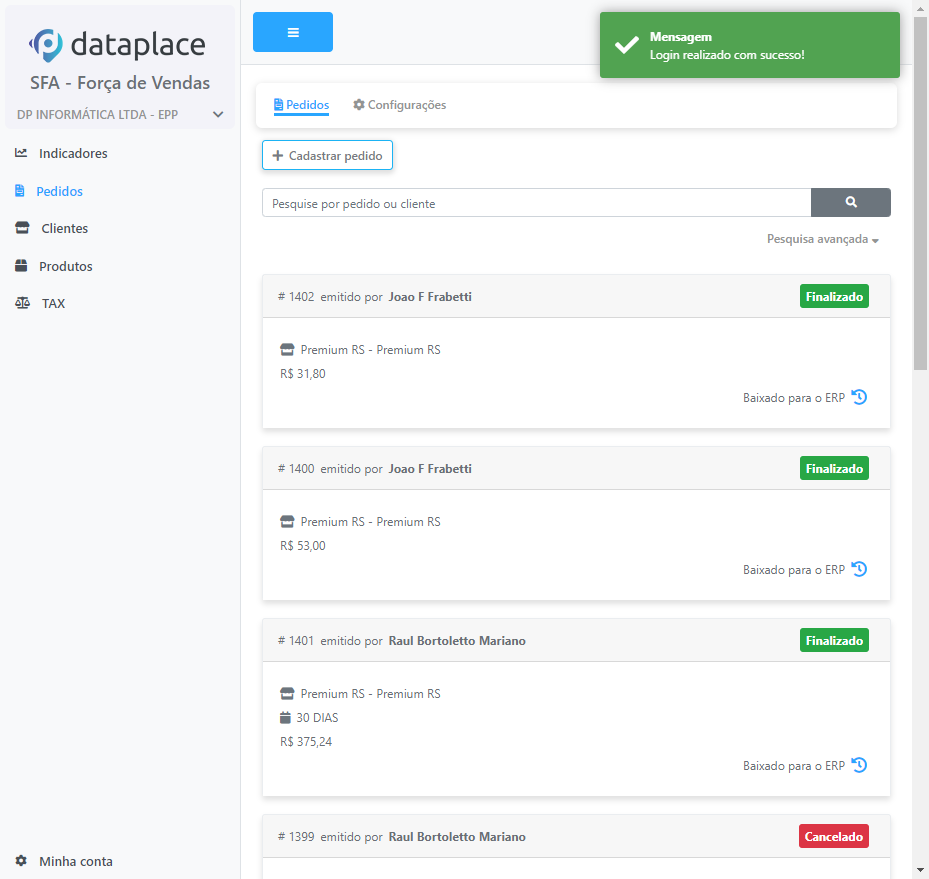 dataplace
SFA - Força de Vendas
DP INFORMÁTICA LTDA - EPP
Indicadores
Pedidos
Clientes
Produtos
TAX
Minha conta
Mensagem
Login realizado com sucesso!
Pedidos Configurações
+ Cadastrar pedido
Pesquise por pedido ou cliente
Pesquisa avançada
# 1402 emitido por Joao F Frabetti Finalizado
Premium RS - Premium RS
R$ 31,80
Baixado para o ERP
# 1400 emitido por Joao F Frabetti Finalizado
Premium RS - Premium RS
R$ 53,00
Baixado para o ERP
# 1401 emitido por Raul Bortoletto Mariano Finalizado
Premium RS - Premium RS
30 DIAS
R$ 375,24
Baixado para o ERP
# 1399 emitido por Raul Bortoletto Mariano Cancelado